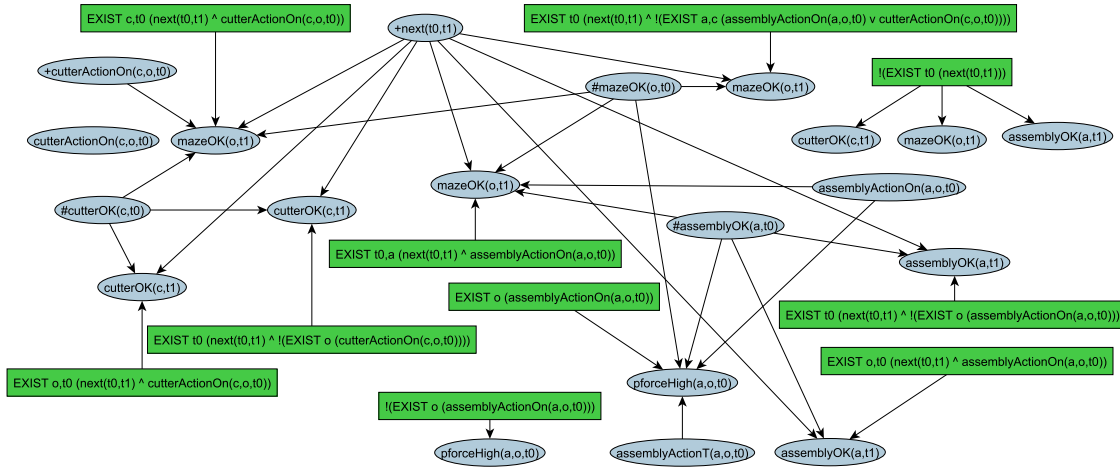 EXIST c,t0 (next(t0,t1) ^ cutterActionOn(c,o,t0))
+next(t0,t1)
EXIST t0 (next(t0,t1) ^ !(EXIST a,c (assemblyActionOn(a,o,t0) v cutterActionOn(c,o,t0))))
+cutterActionOn(c,o,t0)
#mazeOK(o,t0)
mazeOK(o,t1)
!(EXIST t0 (next(t0,t1)))
cutterActionOn(c,o,t0)
mazeOK(o,t1)
cutterOK(c,t1)
mazeOK(o,t1)
assemblyOK(a,t1)
mazeOK(o,t1)
assemblyActionOn(a,o,t0)
#cutterOK(c,t0)
cutterOK(c,t1)
#assemblyOK(a,t0)
EXIST t0,a (next(t0,t1) ^ assemblyActionOn(a,o,t0))
assemblyOK(a,t1)
cutterOK(c,t1)
EXIST o (assemblyActionOn(a,o,t0))
EXIST t0 (next(t0,t1) ^ !(EXIST o (assemblyActionOn(a,o,t0))))
EXIST t0 (next(t0,t1) ^ !(EXIST o (cutterActionOn(c,o,t0))))
EXIST o,t0 (next(t0,t1) ^ assemblyActionOn(a,o,t0))
EXIST o,t0 (next(t0,t1) ^ cutterActionOn(c,o,t0))
pforceHigh(a,o,t0)
!(EXIST o (assemblyActionOn(a,o,t0)))
pforceHigh(a,o,t0)
assemblyActionT(a,o,t0)
assemblyOK(a,t1)